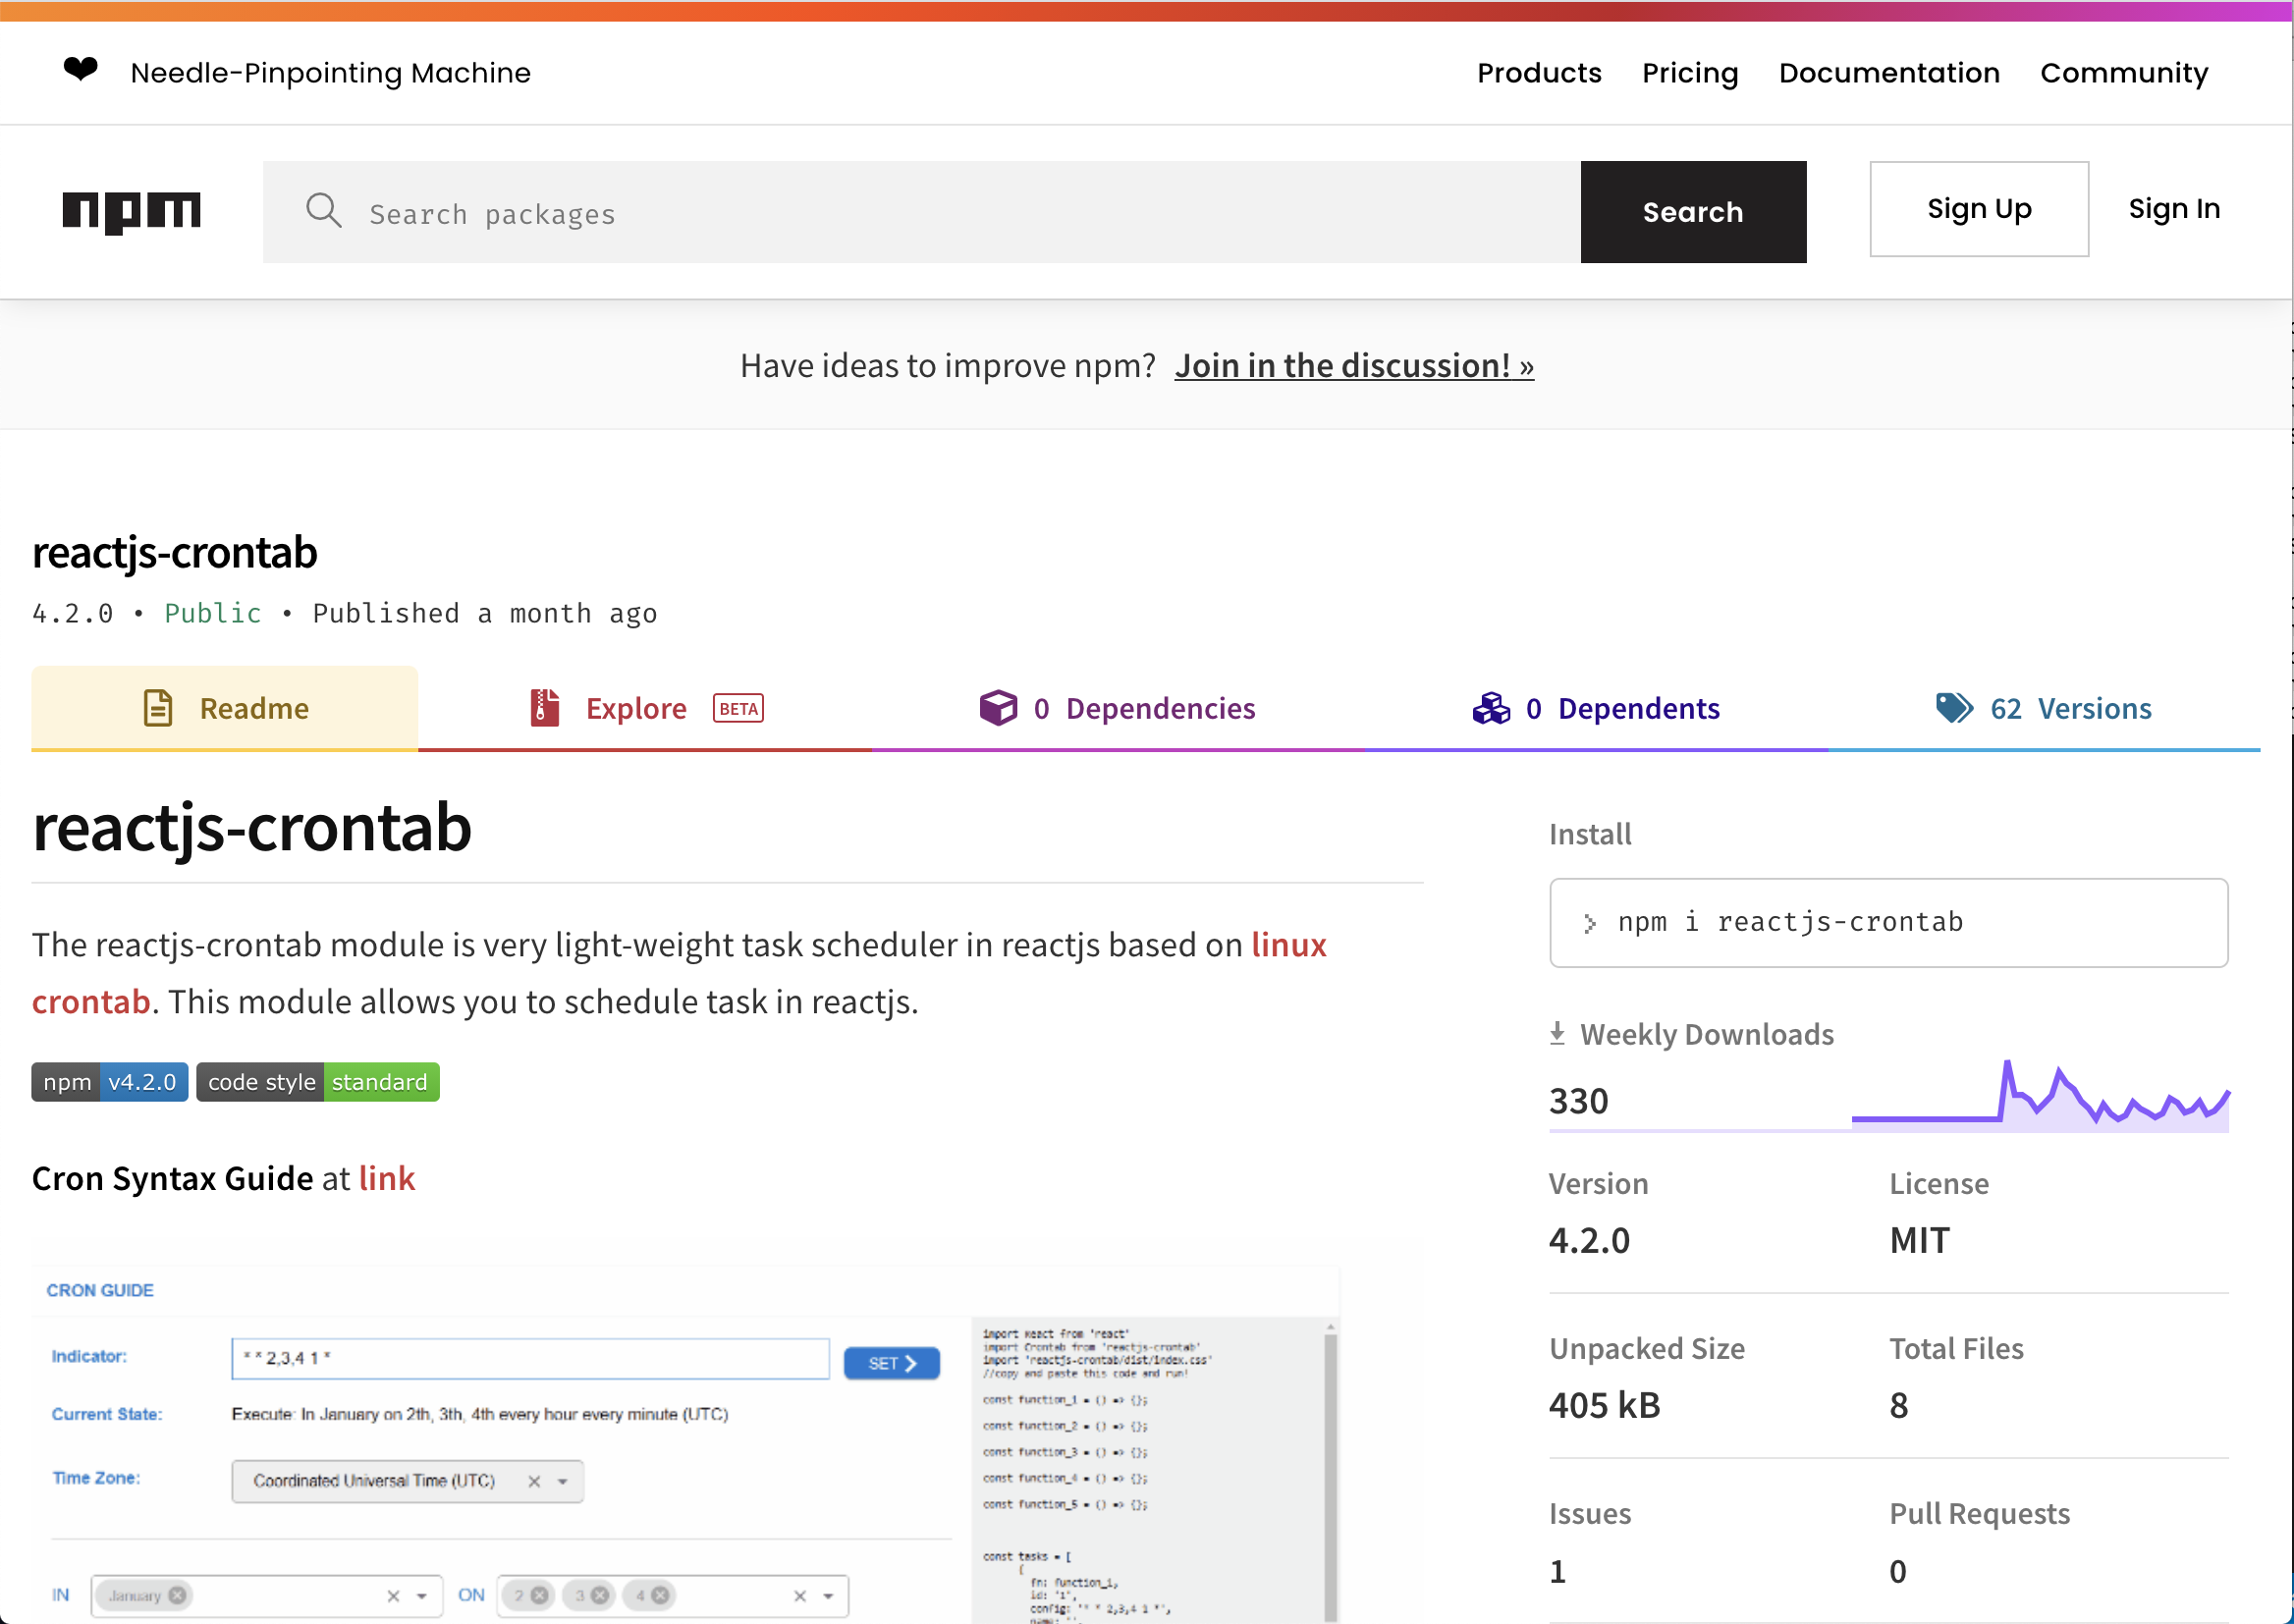 Needle-Pinpointing Machine
Products Pricing Documentation Community
npm
Search packages
Search
Sign Up
Sign In
Have ideas to improve npm? Join in the discussion! »
reactjs-crontab
4.2.0 • Public • Published a month ago
Readme
Explore BETA
0 Dependencies
0 Dependents
62 Versions
reactjs-crontab
The reactjs-crontab module is very light-weight task scheduler in reactjs based on linux
crontab. This module allows you to schedule task in reactjs.
npm v4.2.0 code style standard
Cron Syntax Guide at link
CRON GUIDE
Indicator: * * 2,3,4 1 * SET
Current State: Execute: In January on 2th, 3th, 4th every hour every minute (UTC)
Time Zone: Coordinated Universal Time (UTC)
IN January ON 2 3 4
import React from 'react'
import Crontab from 'reactjs-crontab'
import 'reactjs-crontab/dist/index.css'
//copy and paste this code and run!
const function_1 = () => {};
const function_2 = () => {};
const function_3 = () => {};
const function_4 = () => {};
const function_5 = () => {};
const tasks = [
{
fn: function_1,
id: '1',
config: '* * 2,3,4 1 *',
name: '',
Install
npm i reactjs-crontab
Weekly Downloads
330
Version
4.2.0
License
MIT
Unpacked Size
405 kB
Total Files
8
Issues
1
Pull Requests
0